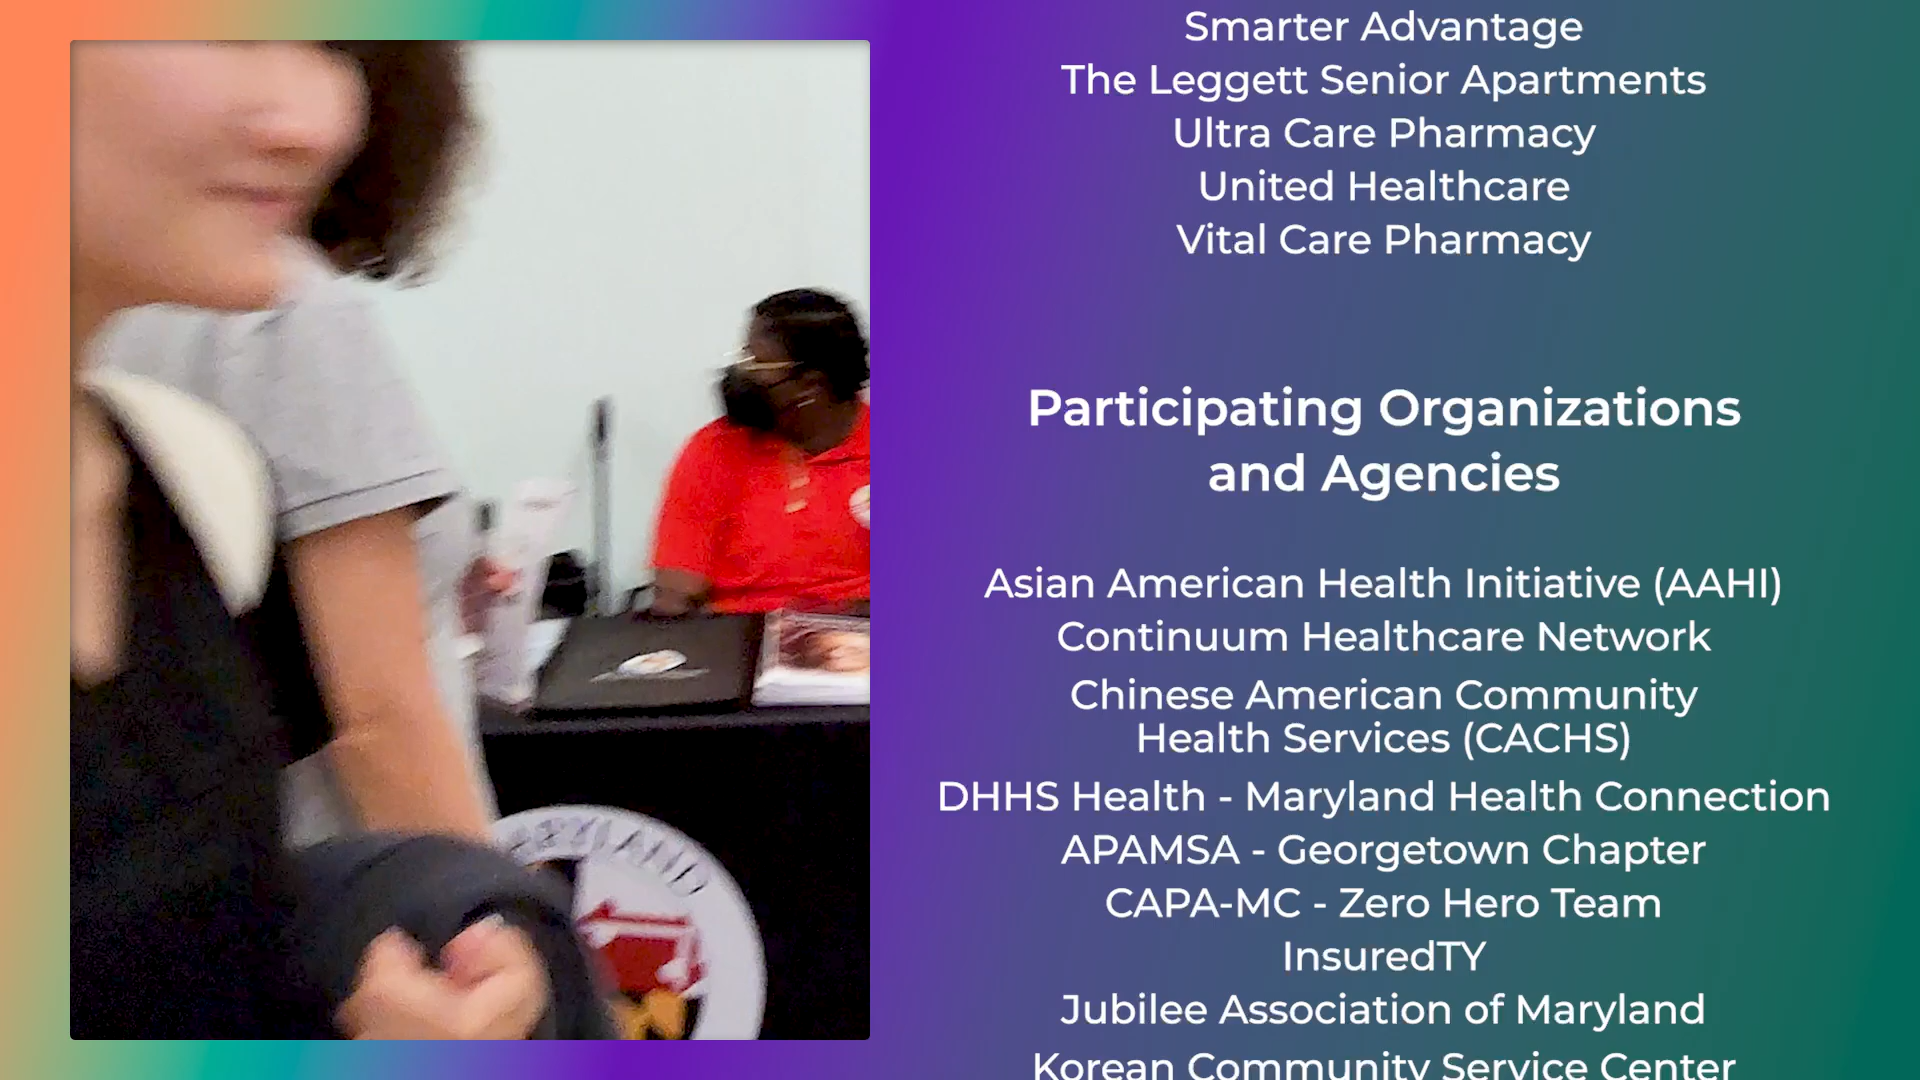 Smarter Advantage
The Leggett Senior Apartments
Ultra Care Pharmacy
United Healthcare
Vital Care Pharmacy
Participating Organizations
and Agencies
Asian American Health Initiative (AAHI)
Continuum Healthcare Network
Chinese American Community
Health Services (CACHS)
DHHS Health - Maryland Health Connection
APAMSA - Georgetown Chapter
CAPA-MC - Zero Hero Team
InsuredTY
Jubilee Association of Maryland
Korean Community Service Center